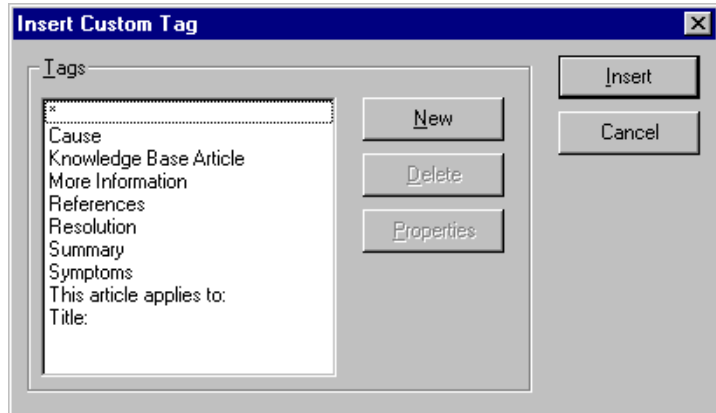 Insert Custom Tag
Tags
*
Cause
Knowledge Base Article
More Information
References
Resolution
Summary
Symptoms
This article applies to:
Title:
New
Delete
Properties
Insert
Cancel